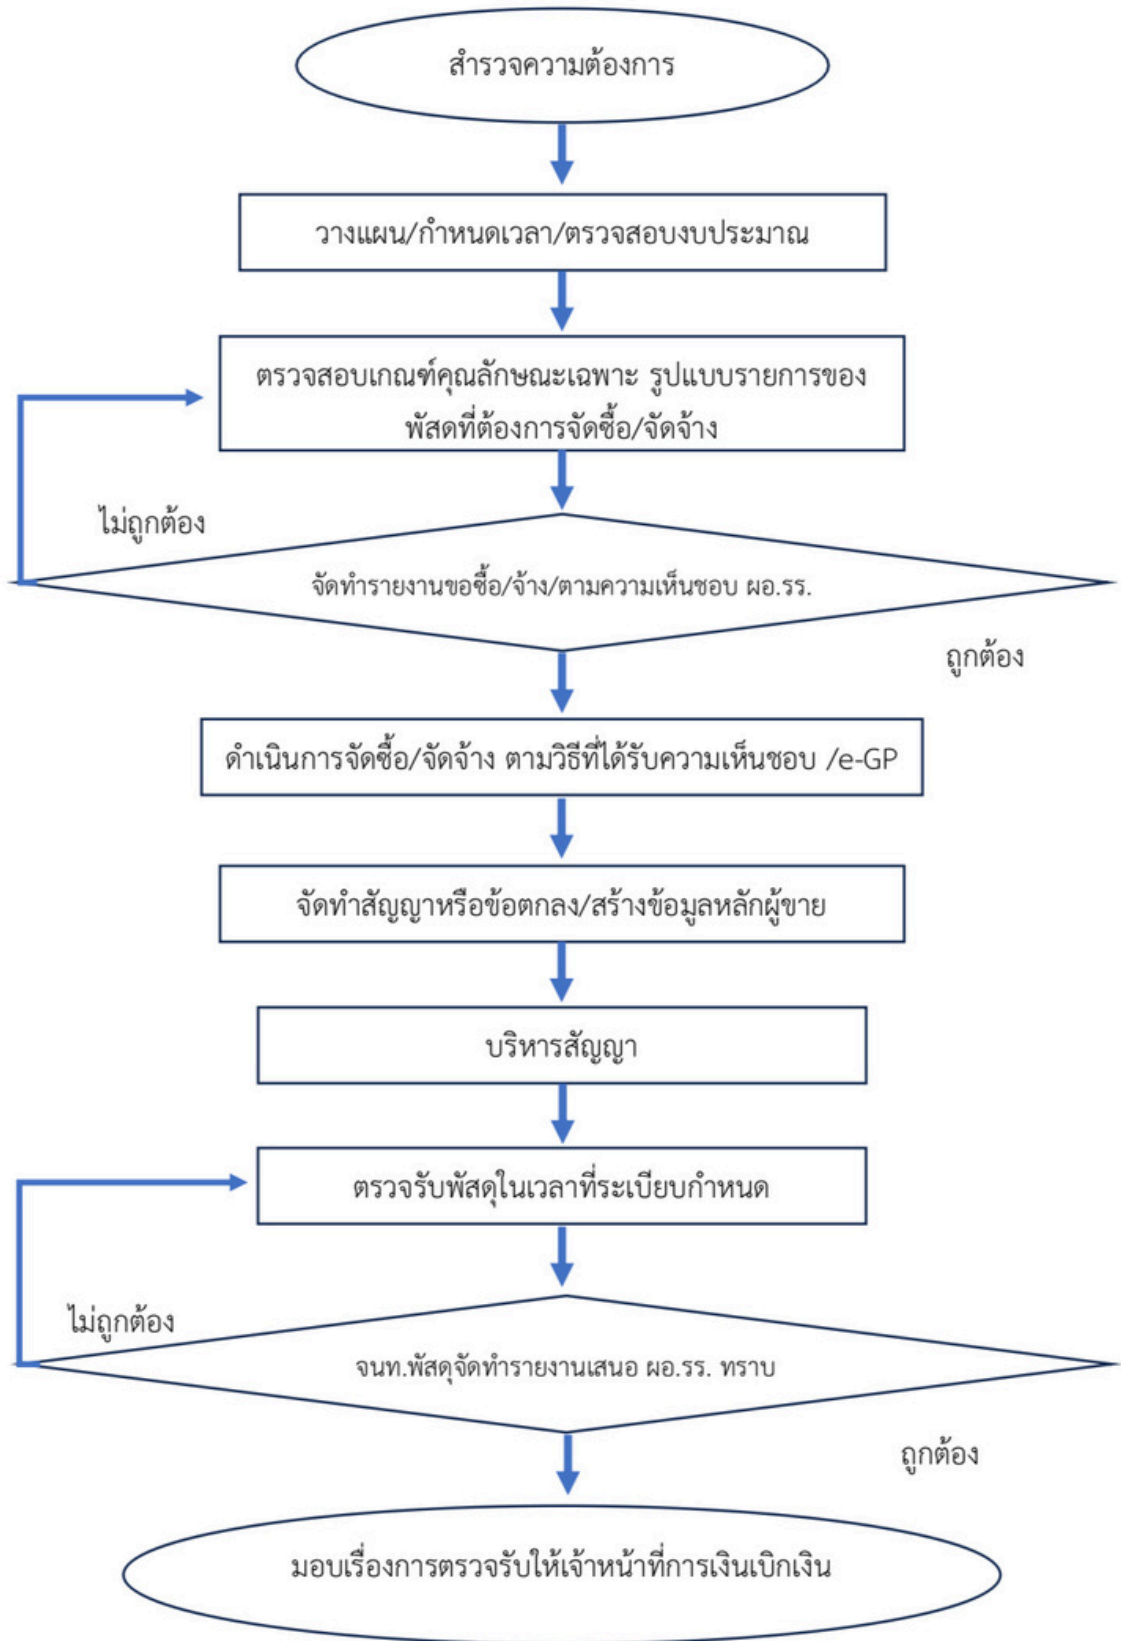 สำรวจความต้องการ
วางแผน/กำหนดเวลา/ตรวจสอบงบประมาณ
ตรวจสอบเกณฑ์คุณลักษณะเฉพาะ รูปแบบรายการของ
พัสดที่ต้องการจัดซื้อ/จัดจ้าง
ไม่ถูกต้อง
จัดทำรายงานขอซื้อ/จ้าง/ตามความเห็นชอบ ผอ.รร.
ถูกต้อง
ดำเนินการจัดซื้อ/จัดจ้าง ตามวิธีที่ได้รับความเห็นชอบ /e-GP
จัดทำสัญญาหรือข้อตกลง/สร้างข้อมูลหลักผู้ขาย
บริหารสัญญา
ตรวจรับพัสดุในเวลาที่ระเบียบกำหนด
ไม่ถูกต้อง
จนท.พัสดุจัดทำรายงานเสนอ ผอ.รร. ทราบ
ถูกต้อง
มอบเรื่องการตรวจรับให้เจ้าหน้าที่การเงินเบิกเงิน